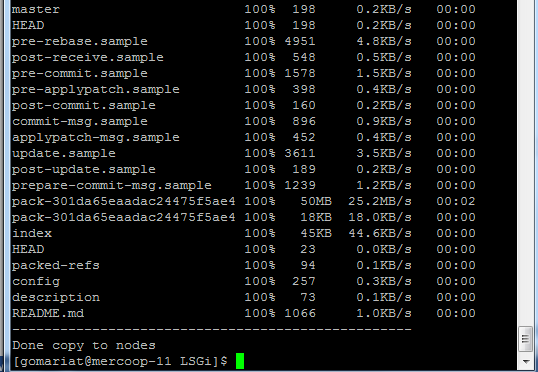 master 100% 198 0.2KB/s 00:00
HEAD 100% 198 0.2KB/s 00:00
pre-rebase.sample 100% 4951 4.8KB/s 00:00
post-receive.sample 100% 548 0.5KB/s 00:00
pre-commit.sample 100% 1578 1.5KB/s 00:00
pre-applypatch.sample 100% 398 0.4KB/s 00:00
post-commit.sample 100% 160 0.2KB/s 00:00
commit-msg.sample 100% 896 0.9KB/s 00:00
applypatch-msg.sample 100% 452 0.4KB/s 00:00
update.sample 100% 3611 3.5KB/s 00:00
post-update.sample 100% 189 0.2KB/s 00:00
prepare-commit-msg.sample 100% 1239 1.2KB/s 00:00
pack-301da65eaadac24475f5ae4 100% 50MB 25.2MB/s 00:02
pack-301da65eaadac24475f5ae4 100% 18KB 18.0KB/s 00:00
index 100% 45KB 44.6KB/s 00:00
HEAD 100% 23 0.0KB/s 00:00
packed-refs 100% 94 0.1KB/s 00:00
config 100% 257 0.3KB/s 00:00
description 100% 73 0.1KB/s 00:00
README.md 100% 1066 1.0KB/s 00:00
--------------------------------------------------
Done copy to nodes
[gomariat@mercoop-11 LSGi]$